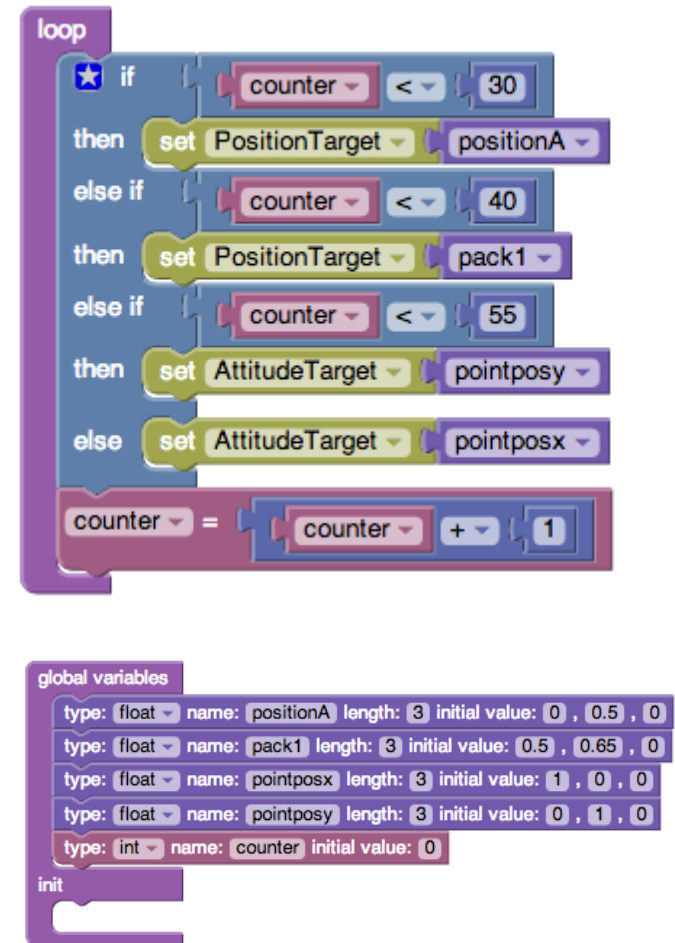 loop
if counter < 30
then set PositionTarget positionA
else if counter < 40
then set PositionTarget pack1
else if counter < 55
then set AttitudeTarget pointposy
else set AttitudeTarget pointposx
counter = counter + 1
global variables
type: float name: positionA length: 3 initial value: 0 , 0.5 , 0
type: float name: pack1 length: 3 initial value: 0.5 , 0.65 , 0
type: float name: pointposx length: 3 initial value: 1 , 0 , 0
type: float name: pointposy length: 3 initial value: 0 , 1 , 0
type: int name: counter initial value: 0
init